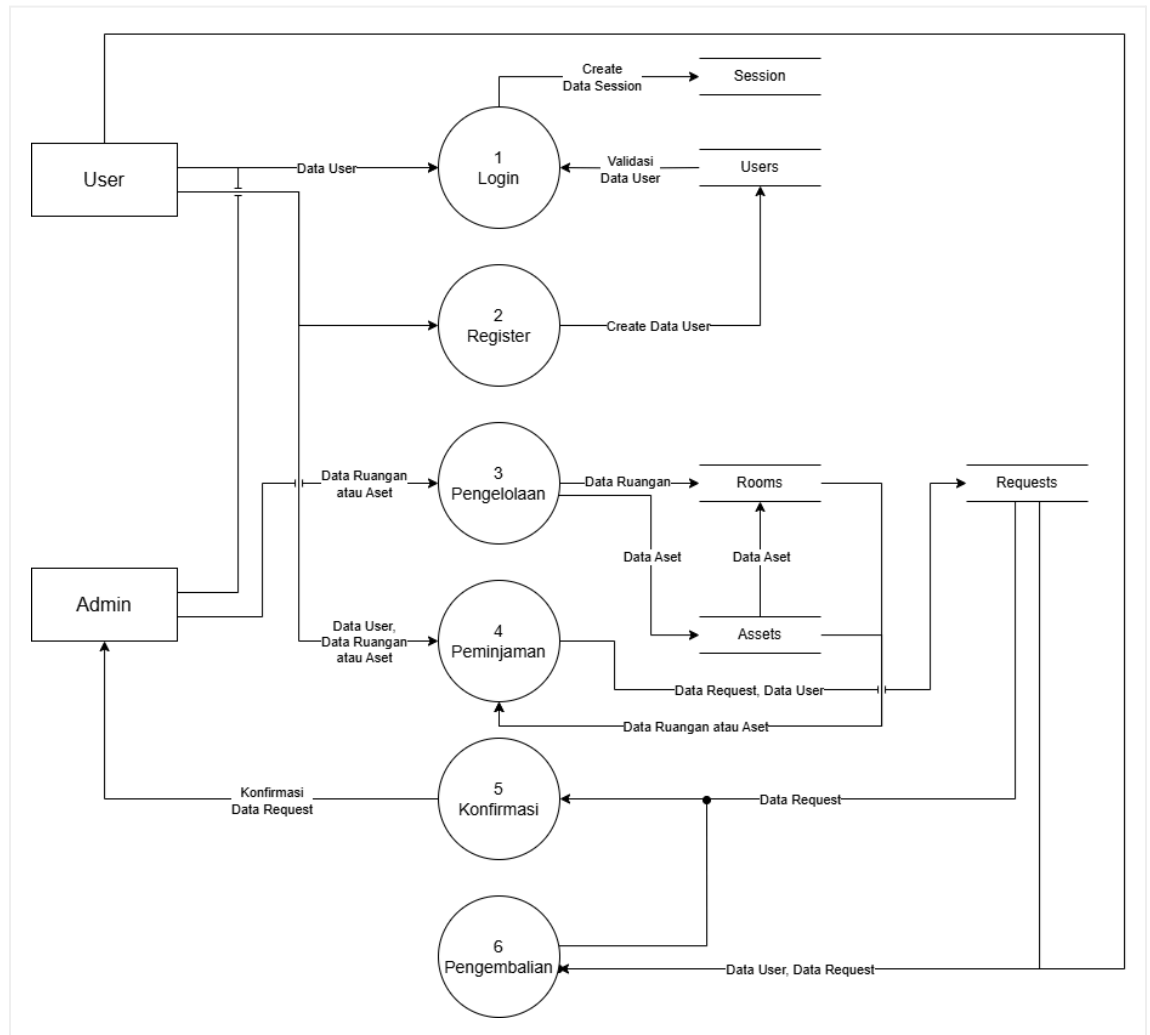 Create
Data Session
Session
1
Login
User
Data User
Validasi
Data User
Users
2
Register
Create Data User
3
Pengelolaan
Data Ruangan
atau Aset
Data Ruangan
Rooms
Requests
Data Aset
Data Aset
Admin
Data User,
Data Ruangan
atau Aset
4
Peminjaman
Assets
Data Request, Data User
Data Ruangan atau Aset
5
Konfirmasi
Konfirmasi
Data Request
Data Request
6
Pengembalian
Data User, Data Request